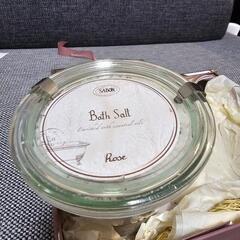 SABON
Bath Salt
Enriched with essential oils
Rose